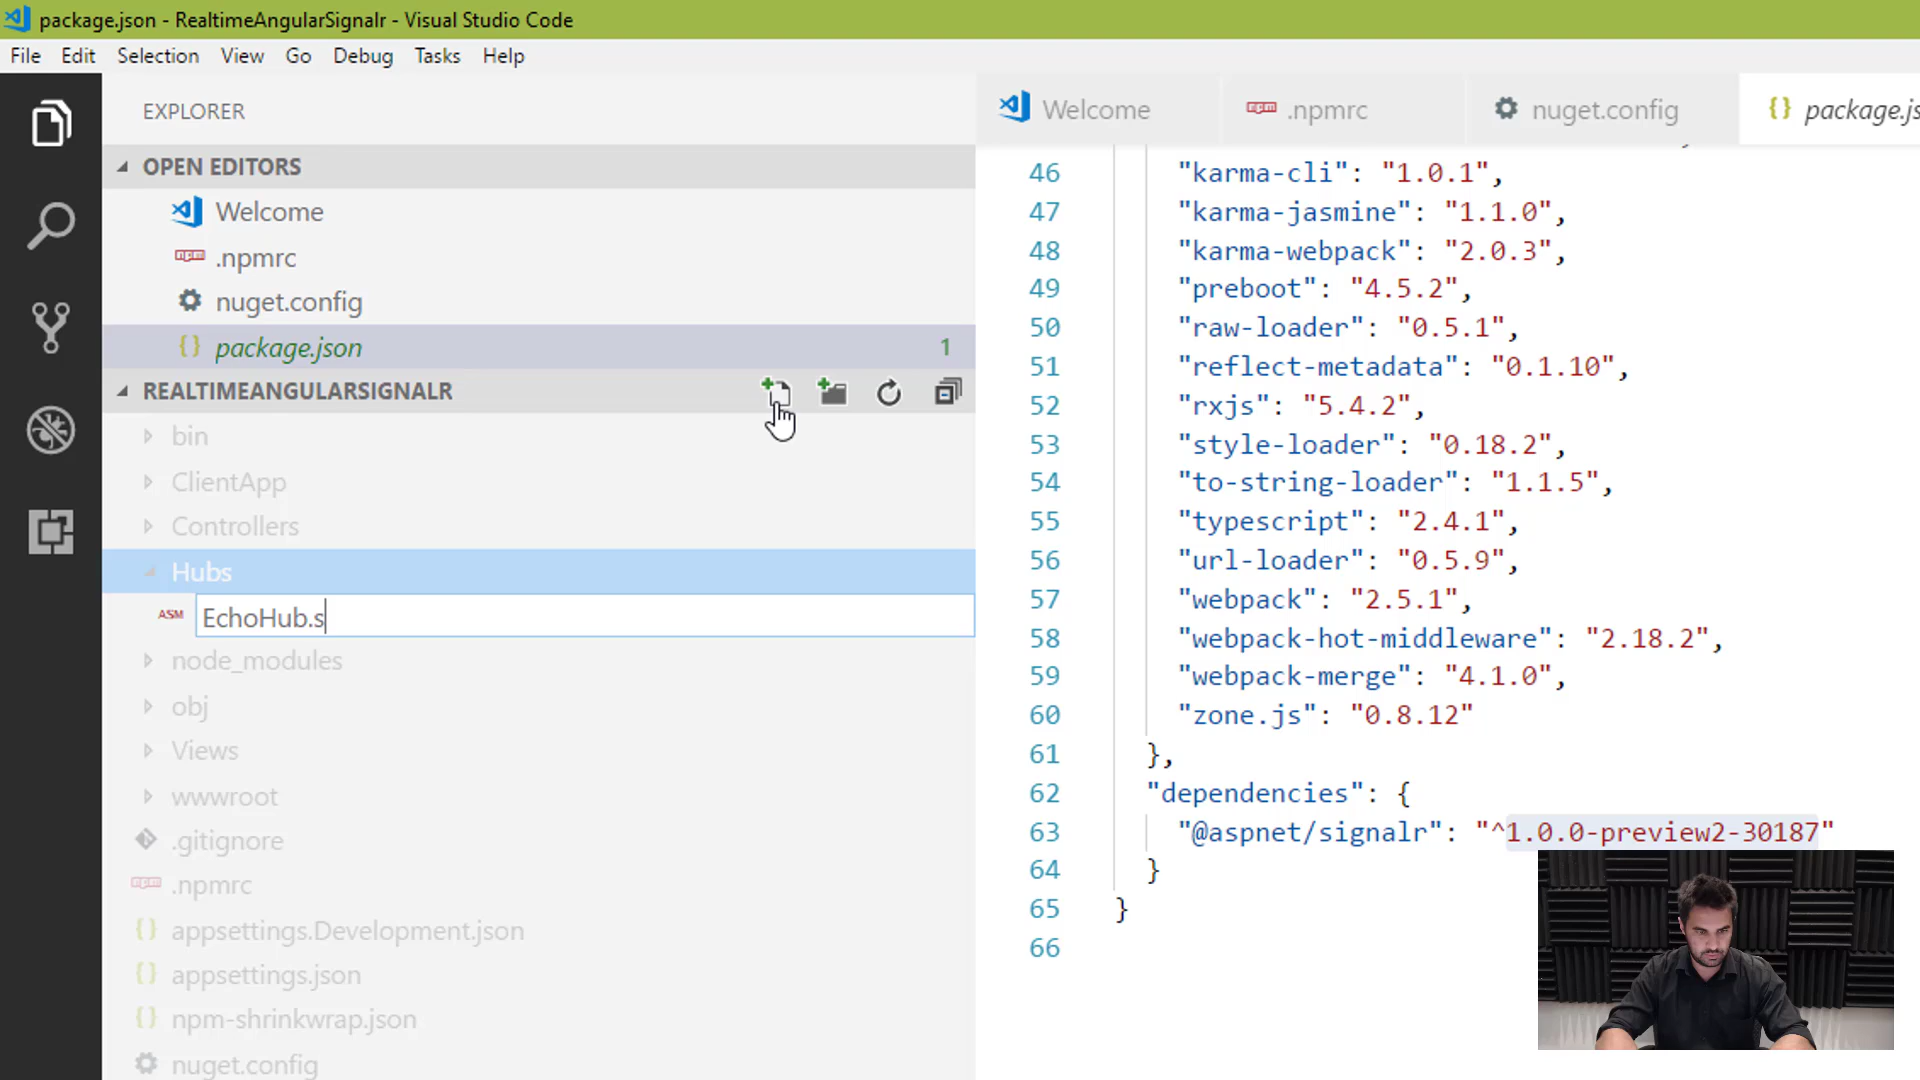 package.json - RealtimeAngularSignalr - Visual Studio Code
File Edit Selection View Go Debug Tasks Help
EXPLORER
OPEN EDITORS
Welcome
.npmrc
nuget.config
package.json 1
REALTIMEANGULARSIGNALR
bin
ClientApp
Controllers
Hubs
ASM EchoHub.s
node_modules
obj
Views
wwwroot
.gitignore
.npmrc
appsettings.Development.json
appsettings.json
npm-shrinkwrap.json
nuget.config
Welcome .npmrc nuget.config package.js
46 "karma-cli": "1.0.1",
47 "karma-jasmine": "1.1.0",
48 "karma-webpack": "2.0.3",
49 "preboot": "4.5.2",
50 "raw-loader": "0.5.1",
51 "reflect-metadata": "0.1.10",
52 "rxjs": "5.4.2",
53 "style-loader": "0.18.2",
54 "to-string-loader": "1.1.5",
55 "typescript": "2.4.1",
56 "url-loader": "0.5.9",
57 "webpack": "2.5.1",
58 "webpack-hot-middleware": "2.18.2",
59 "webpack-merge": "4.1.0",
60 "zone.js": "0.8.12"
61 },
62 "dependencies": {
63 "@aspnet/signalr": "^1.0.0-preview2-30187"
64 }
65 }
66